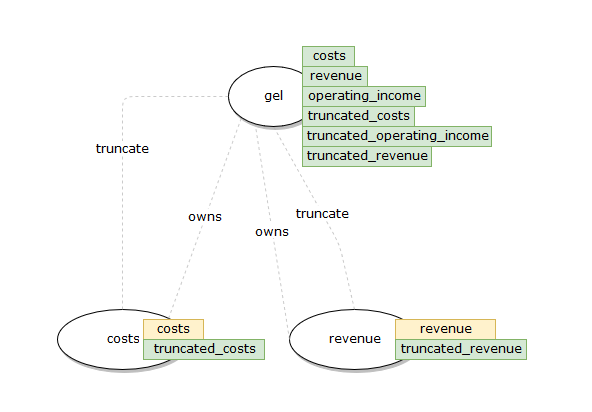 costs
revenue
gel
operating_income
truncated_costs
truncated_operating_income
truncated_revenue
truncate
owns
truncate
owns
costs
costs
truncated_costs
revenue
revenue
truncated_revenue